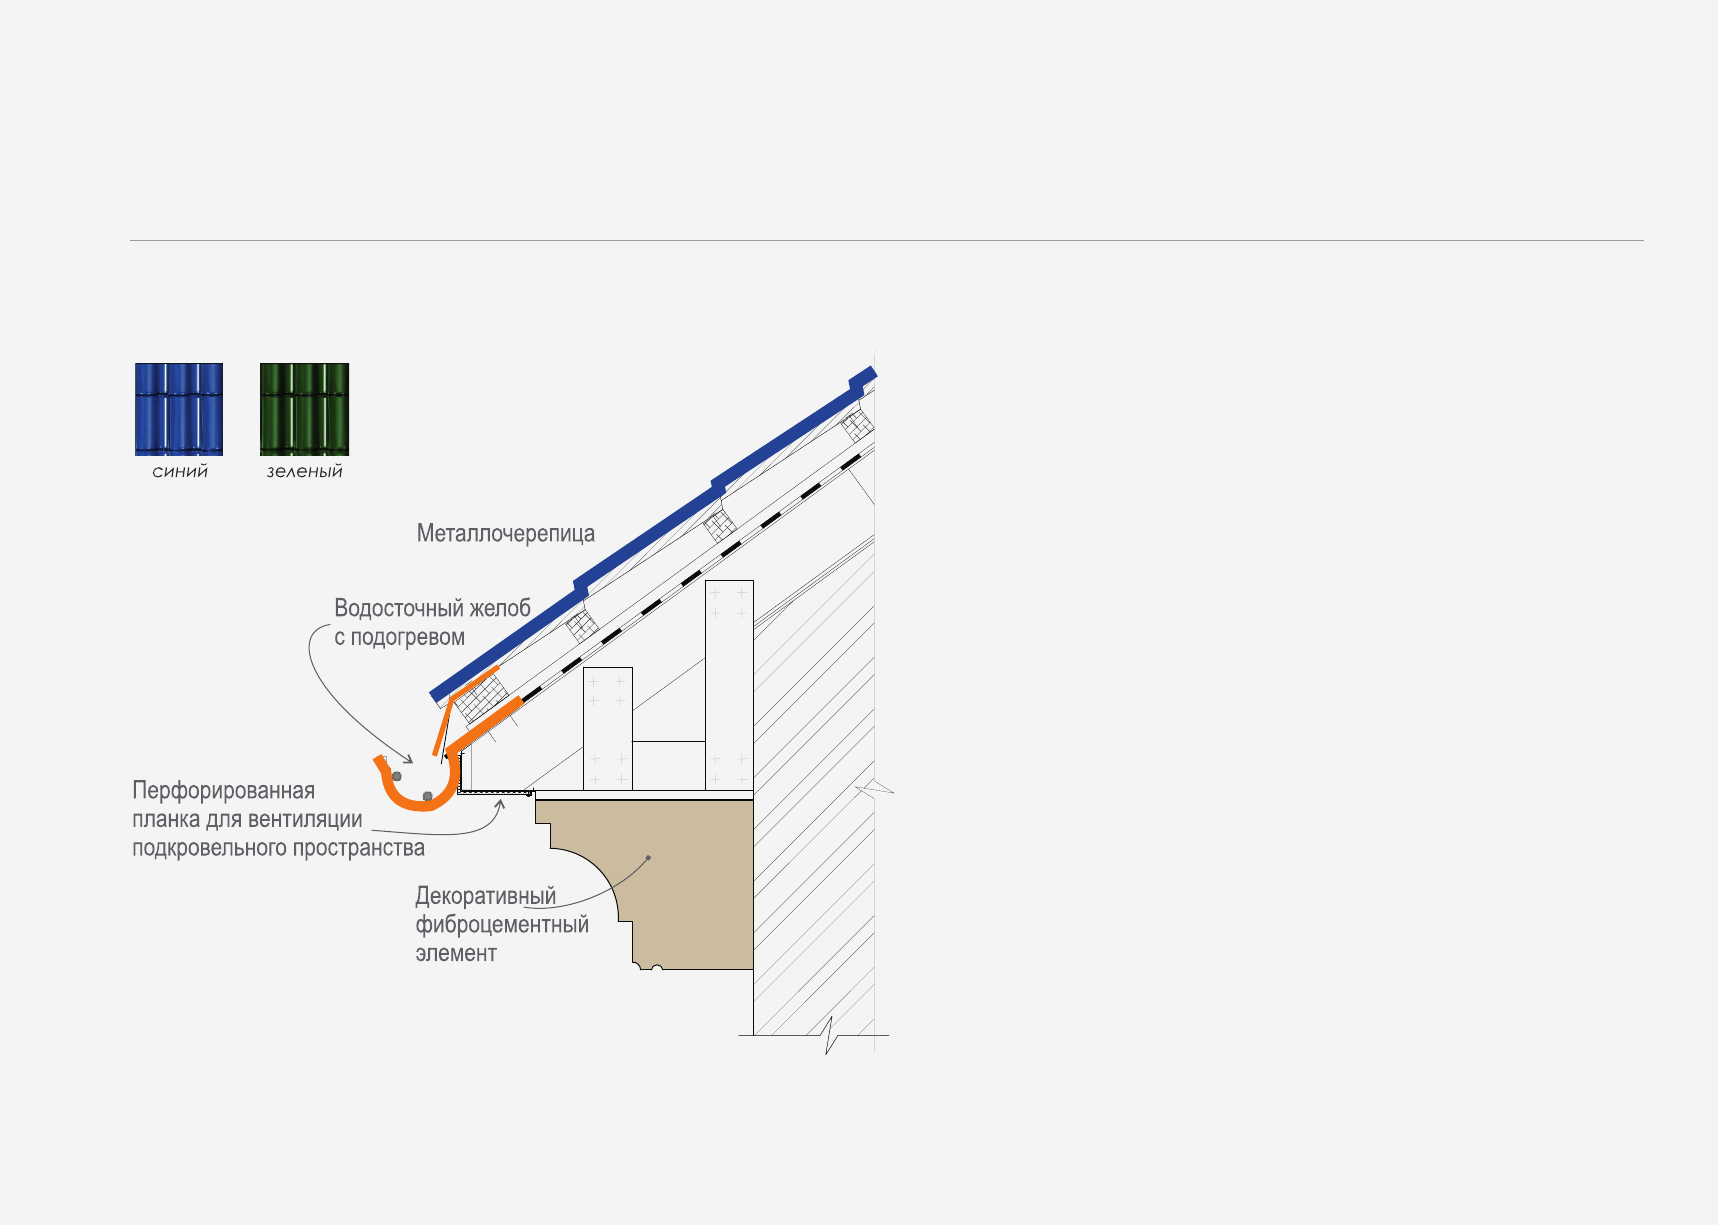 синий
зеленый
Металлочерепица
Водосточный желоб
с подогревом
Перфорированная
планка для вентиляции
подкровельного пространства
Декоративный
фиброцементный
элемент